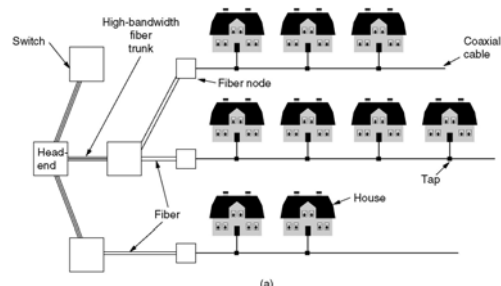 High-bandwidth
fiber
trunk
Switch
Coaxial
cable
Fiber node
Head-
end
Tap
Fiber
House
(a)